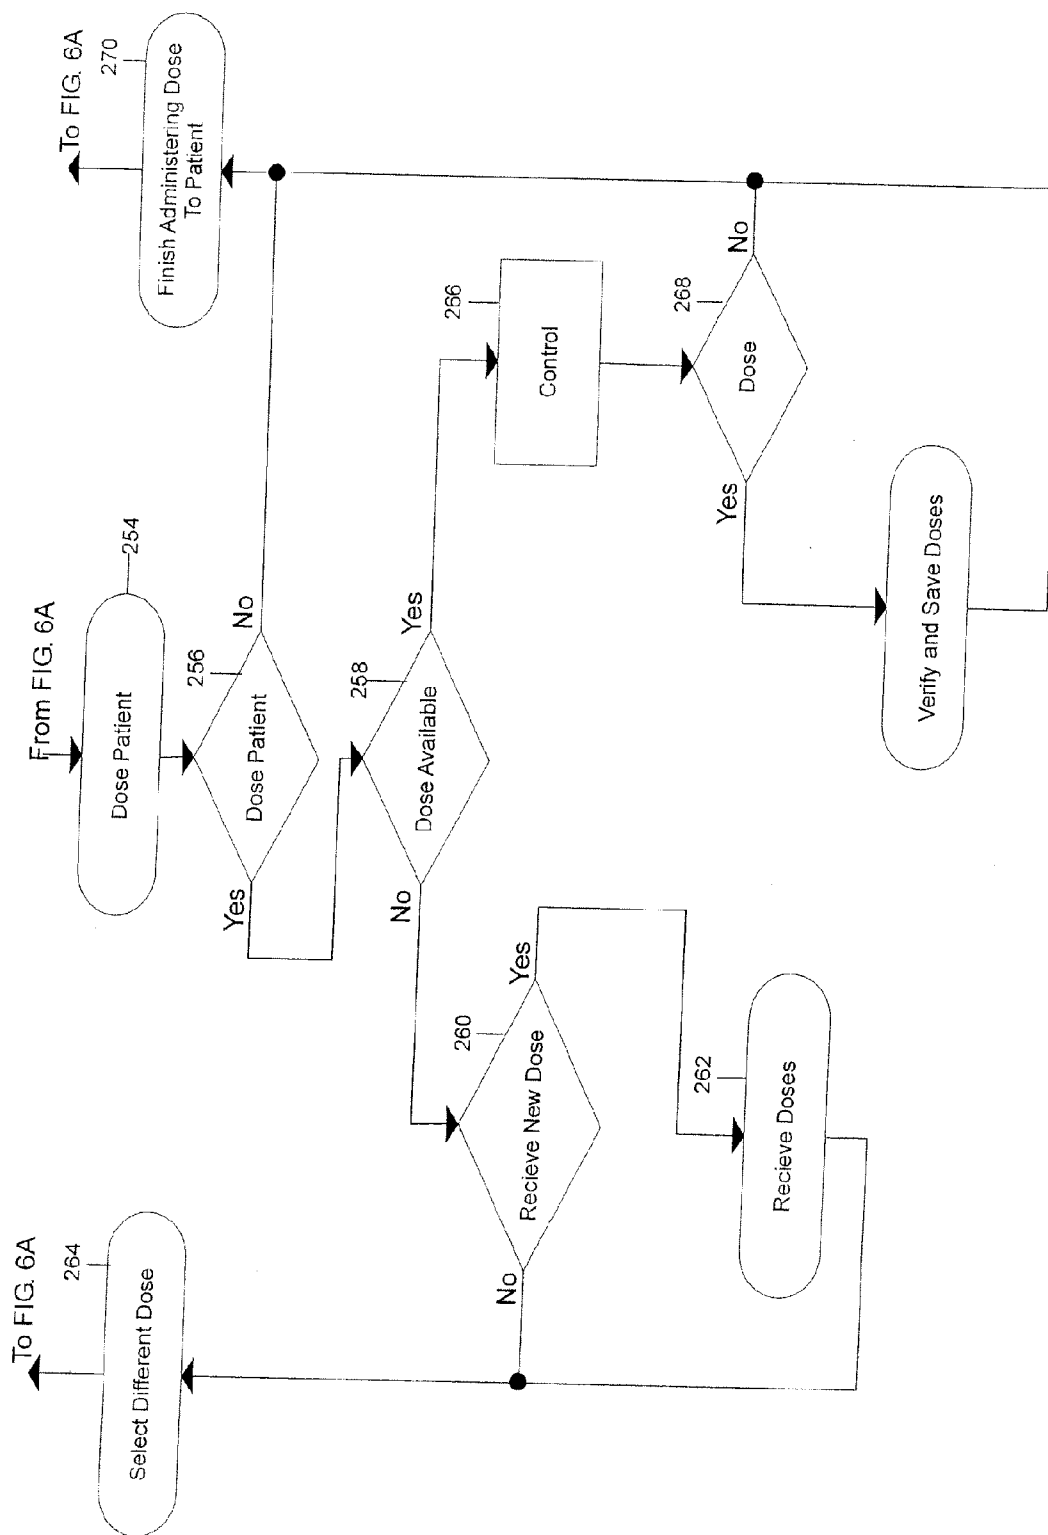 From FIG. 6A
To FIG. 6A
To FIG. 6A
Dose Patient
254
Select Different Dose
264
Finish Administering Dose
To Patient
270
256
Dose Patient
Yes
No
258
Dose Available
No
Yes
260
Recieve New Dose
No
Yes
266
Control
262
Recieve Doses
268
Dose
Yes
No
Verify and Save Doses